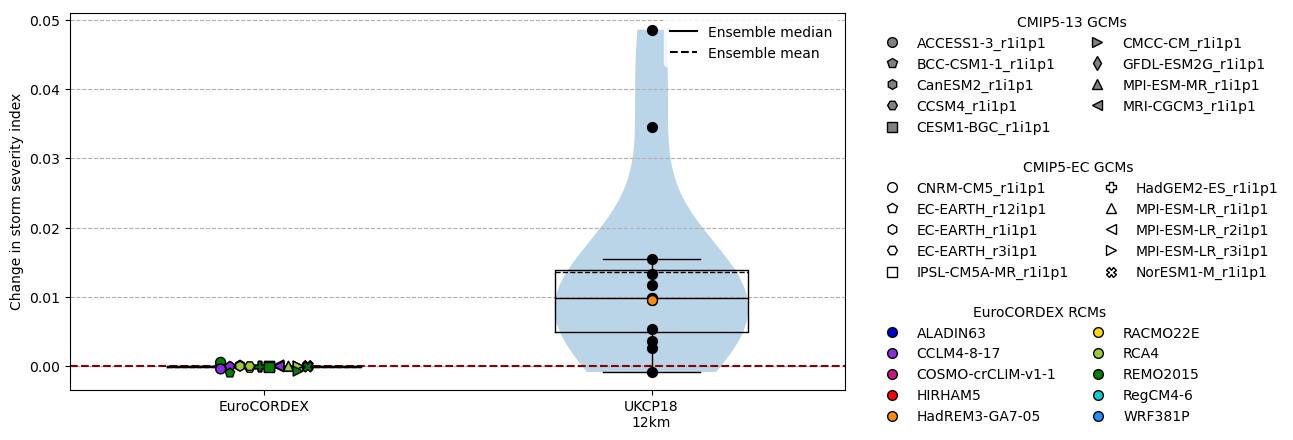 Change in storm severity index
0.05
0.04
0.03
0.02
0.01
0.00
EuroCORDEX
UKCP18
12km
Ensemble median
Ensemble mean
CMIP5-13 GCMs
ACCESS1-3_r1i1p1
BCC-CSM1-1_r1i1p1
CanESM2_r1i1p1
CCSM4_r1i1p1
CESM1-BGC_r1i1p1
CMCC-CM_r1i1p1
GFDL-ESM2G_r1i1p1
MPI-ESM-MR_r1i1p1
MRI-CGCM3_r1i1p1
CMIP5-EC GCMs
CNRM-CM5_r1i1p1
EC-EARTH_r12i1p1
EC-EARTH_r1i1p1
EC-EARTH_r3i1p1
IPSL-CM5A-MR_r1i1p1
HadGEM2-ES_r1i1p1
MPI-ESM-LR_r1i1p1
MPI-ESM-LR_r2i1p1
MPI-ESM-LR_r3i1p1
NorESM1-M_r1i1p1
EuroCORDEX RCMs
ALADIN63
CCLM4-8-17
COSMO-crCLIM-v1-1
HIRHAM5
HadREM3-GA7-05
RACMO22E
RCA4
REMO2015
RegCM4-6
WRF381P